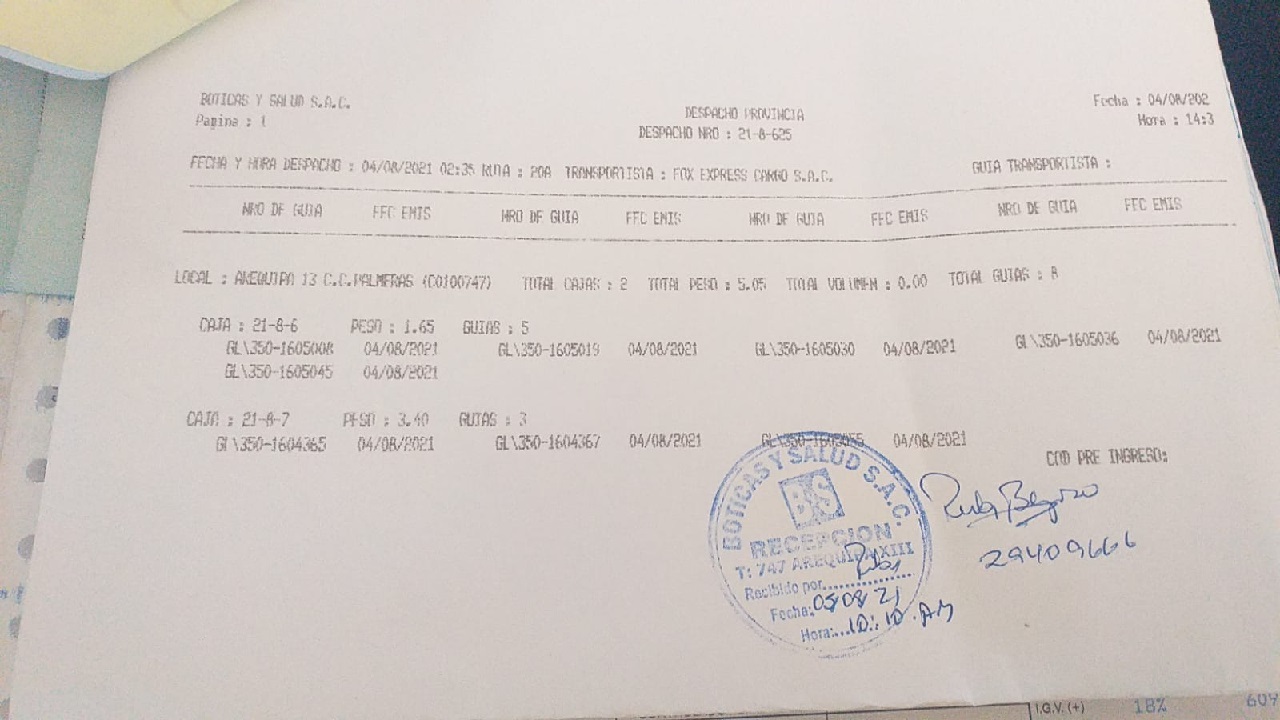 BOTICAS Y SALUD S.A.C.
Pagina : 1
DESPACHO PROVINCIA
DESPACHO NRO : 21-8-625
Fecha : 04/08/202
Hora : 14:3
FECHA Y HORA DESPACHO : 04/08/2021 02:35 RUTA : POA TRANSPORTISTA : FOX EXPRESS CARGO S.A.C. GUIA TRANSPORTISTA :
NRO DE GUIA FEC EMIS NRO DE GUIA FEC EMIS NRO DE GUIA FEC EMIS NRO DE GUIA FEC EMIS
LOCAL : AREQUIPA 13 C.C.PALMERAS (C0100747) TOTAL CAJAS : 2 TOTAL PESO : 5.05 TOTAL VOLUMEN : 0.00 TOTAL GUIAS : 8
CAJA : 21-8-6 PESO : 1.65 GUIAS : 5
GL\350-1605008 04/08/2021 GL\350-1605019 04/08/2021 GL\350-1605030 04/08/2021 GL\350-1605036 04/08/2021
GL\350-1605045 04/08/2021
CAJA : 21-8-7 PESO : 3.40 GUIAS : 3
GL\350-1604365 04/08/2021 GL\350-1604367 04/08/2021 04/08/2021
COD PRE INGRESO:
BOTICAS Y SALUD S.A.C.
B&S
RECEPCION
T: 747 AREQUIPA XIII
Recibido por
Fecha: 05/08/21
Hora: 10:10 AM
29409666
I.G.V. (+) 18% 609